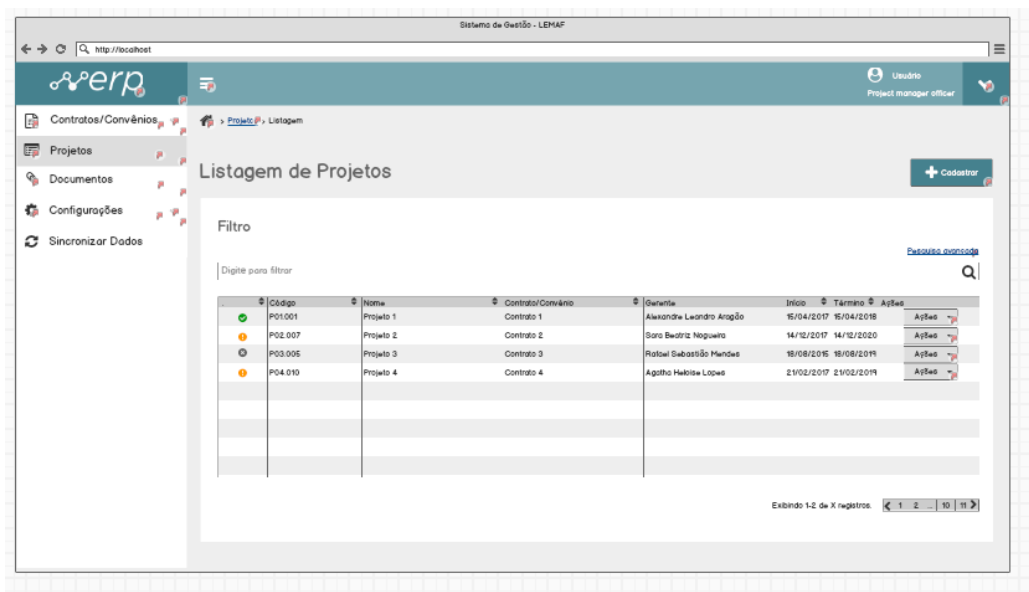 Sistema de Gestão - LEMAF
http://localhost
erp
Usuário
Project manager officer
Contratos/Convênios
Projetos
Documentos
Configurações
Sincronizar Dados
> Projeto > Listagem
Listagem de Projetos
Cadastrar
Filtro
Pesquisa avançada
Digite para filtrar
Código Nome Contrato/Convênio Gerente Início Término Ações
P01.001 Projeto 1 Contrato 1 Alexandre Leandro Aragão 15/04/2017 15/04/2018 Ações
P02.007 Projeto 2 Contrato 2 Sara Beatriz Nogueira 14/12/2017 14/12/2020 Ações
P03.005 Projeto 3 Contrato 3 Rafael Sebastião Mendes 18/08/2015 18/08/2019 Ações
P04.010 Projeto 4 Contrato 4 Agatha Heloise Lopes 21/02/2017 21/02/2019 Ações
Exibindo 1-2 de X registros. 1 2 ... 10 11